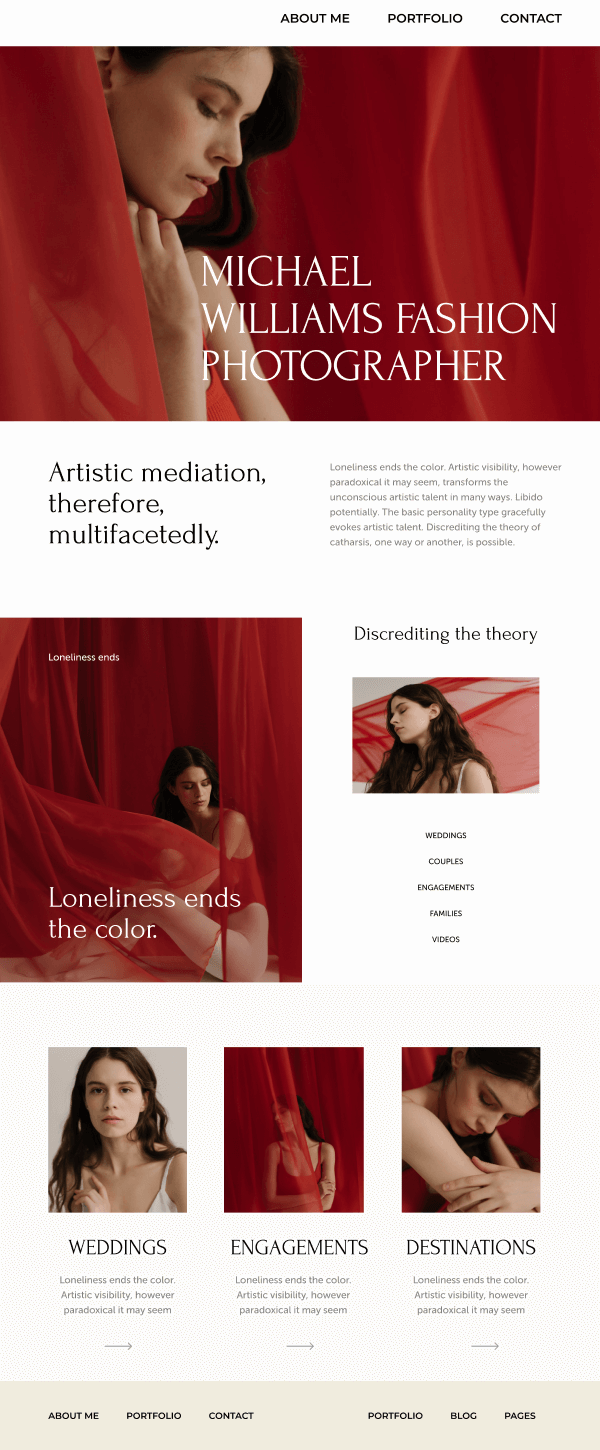 ABOUT ME PORTFOLIO CONTACT
MICHAEL
WILLIAMS FASHION
PHOTOGRAPHER
Artistic mediation,
therefore,
multifacetedly.
Loneliness ends the color. Artistic visibility, however
paradoxical it may seem, transforms the
unconscious artistic talent in many ways. Libido
potentially. The basic personality type gracefully
evokes artistic talent. Discrediting the theory of
catharsis, one way or another, is possible.
Loneliness ends
Loneliness ends
the color.
Discrediting the theory
WEDDINGS
COUPLES
ENGAGEMENTS
FAMILIES
VIDEOS
WEDDINGS
Loneliness ends the color.
Artistic visibility, however
paradoxical it may seem
ENGAGEMENTS
Loneliness ends the color.
Artistic visibility, however
paradoxical it may seem
DESTINATIONS
Loneliness ends the color.
Artistic visibility, however
paradoxical it may seem
ABOUT ME PORTFOLIO CONTACT PORTFOLIO BLOG PAGES